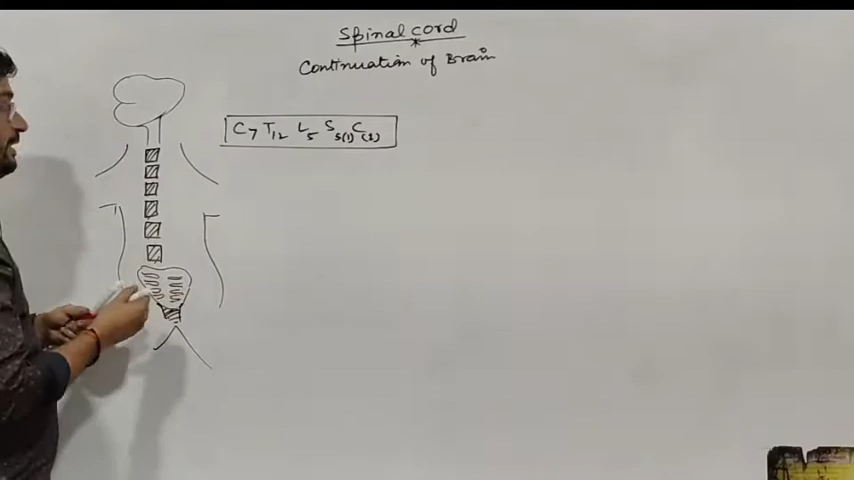 Spinal cord
Continuation of Brain
C7 T12 L5 S5(1) C(1)